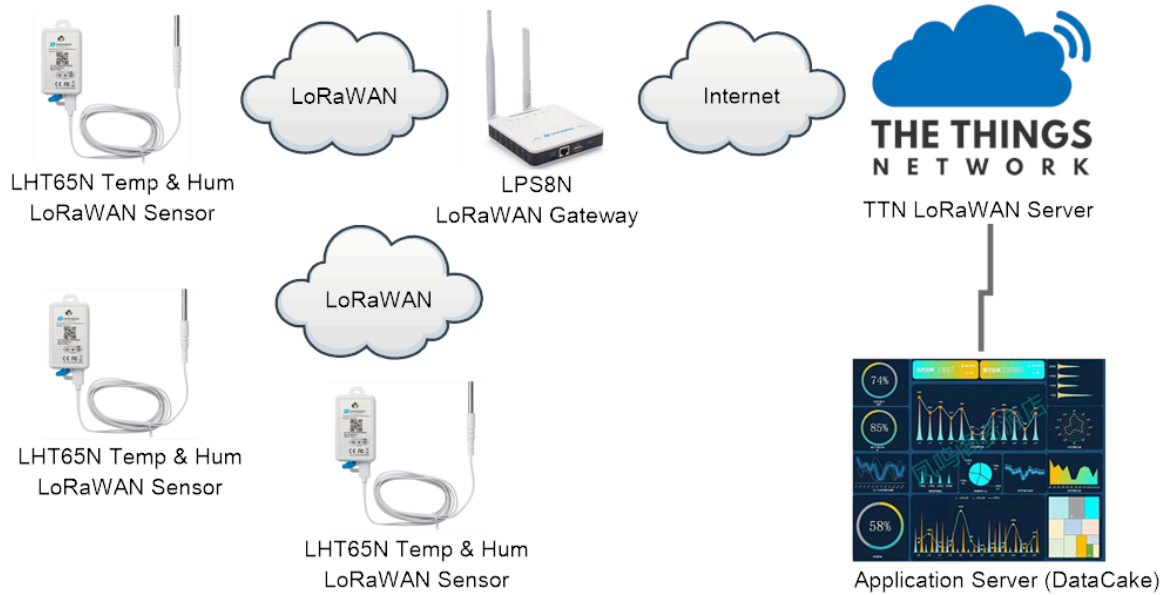 LoRaWAN
Internet
THE THINGS
NETWORK
LHT65N Temp & Hum
LoRaWAN Sensor
LPS8N
LoRaWAN Gateway
TTN LoRaWAN Server
LoRaWAN
LHT65N Temp & Hum
LoRaWAN Sensor
LHT65N Temp & Hum
LoRaWAN Sensor
74%
85%
58%
Application Server (DataCake)